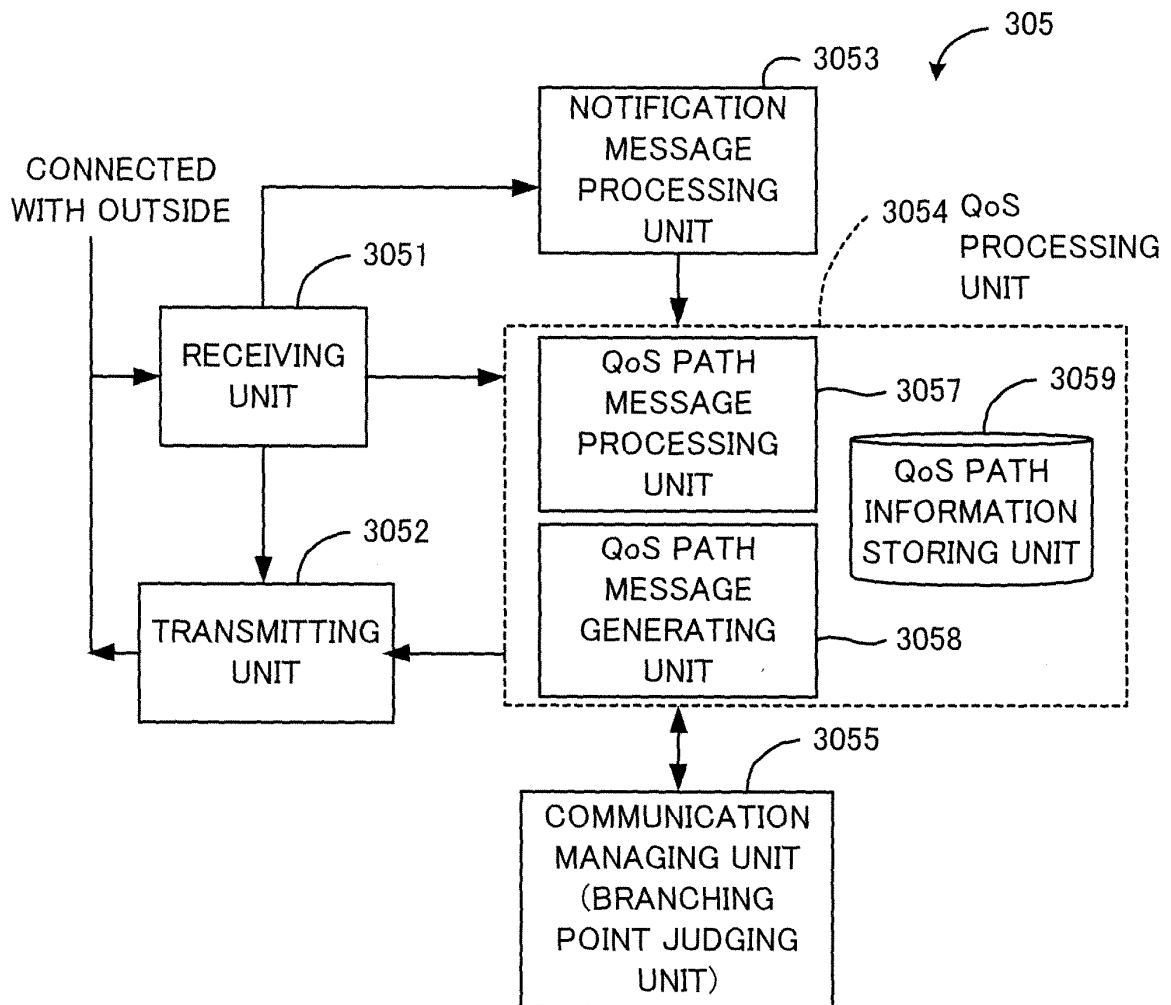 305
3053
NOTIFICATION
MESSAGE
PROCESSING
UNIT
CONNECTED
WITH OUTSIDE
3054
QoS
PROCESSING
UNIT
3051
RECEIVING
UNIT
QoS PATH
MESSAGE
PROCESSING
UNIT
3057
3059
QoS PATH
INFORMATION
STORING UNIT
3052
TRANSMITTING
UNIT
QoS PATH
MESSAGE
GENERATING
UNIT
3058
3055
COMMUNICATION
MANAGING UNIT
(BRANCHING
POINT JUDGING
UNIT)